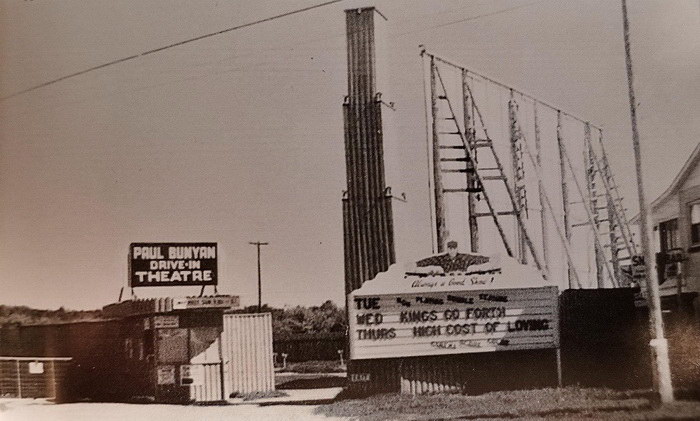 PAUL BUNYAN
DRIVE-IN
THEATRE
Always a Good Show!
TUE
WED KINGS GO FORTH
THURS HIGH COST OF LOVING